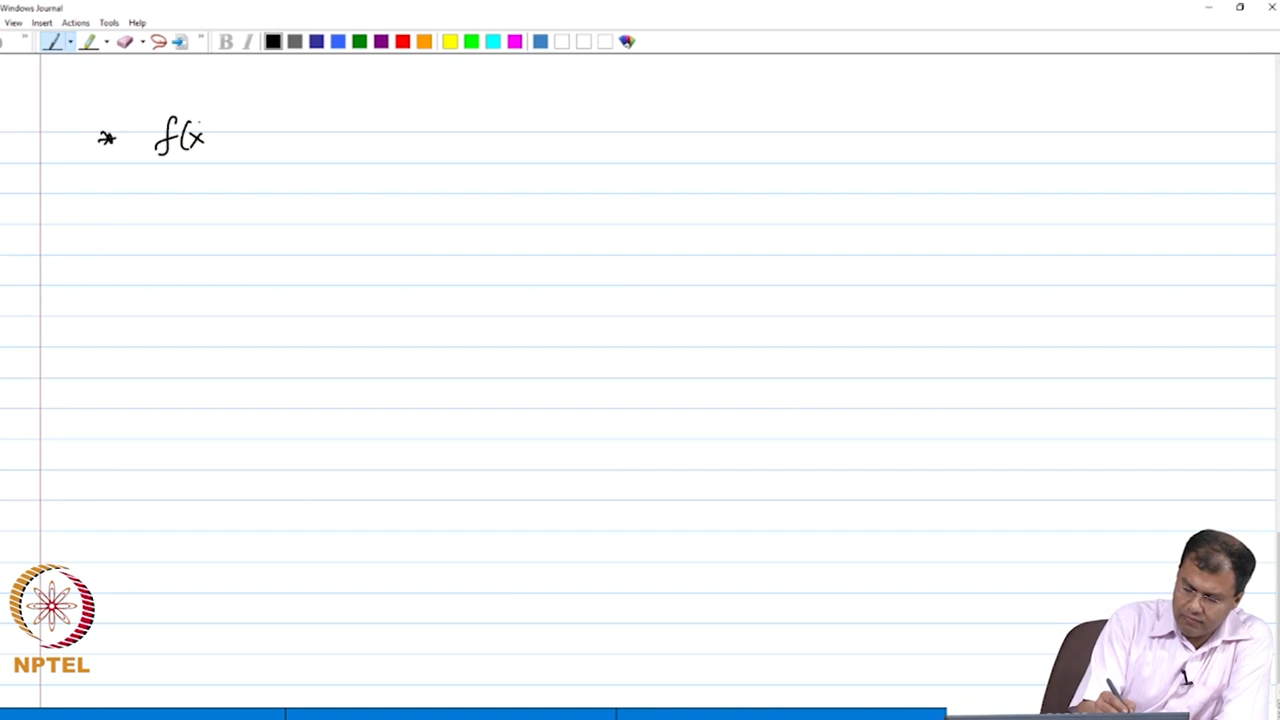 Windows Journal
View Insert Actions Tools Help
B I
* f(x
NPTEL